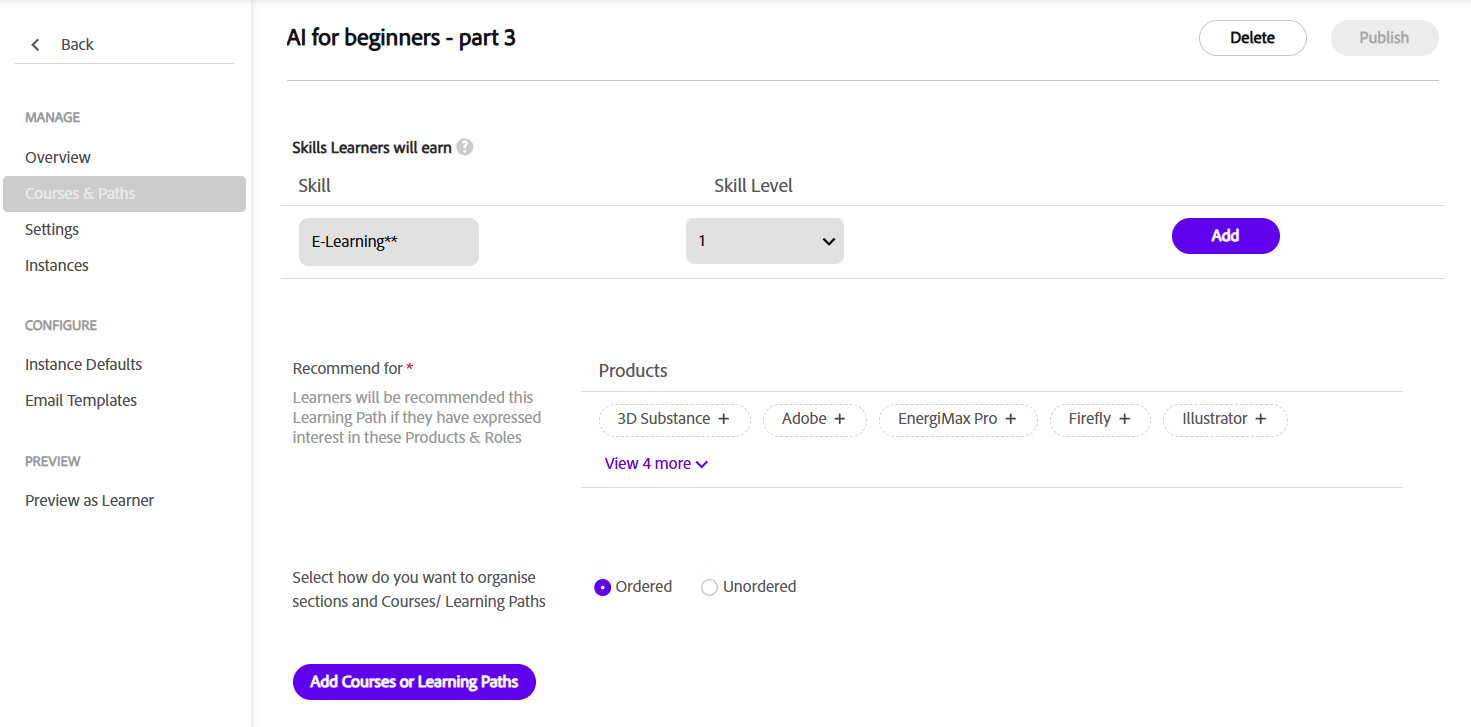 Back
MANAGE
Overview
Courses & Paths
Settings
Instances
CONFIGURE
Instance Defaults
Email Templates
PREVIEW
Preview as Learner
AI for beginners - part 3
Delete
Publish
Skills Learners will earn ?
Skill Skill Level
E-Learning** 1 Add
Recommend for *
Learners will be recommended this
Learning Path if they have expressed
interest in these Products & Roles
Products
3D Substance + Adobe + EnergiMax Pro + Firefly + Illustrator +
View 4 more
Select how do you want to organise
sections and Courses/ Learning Paths
Ordered Unordered
Add Courses or Learning Paths